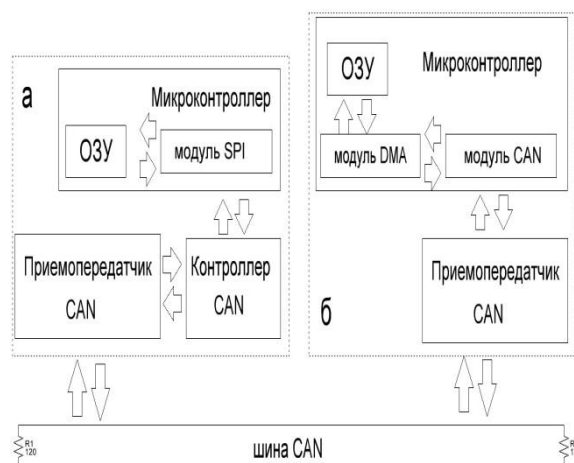 а
Микроконтроллер
ОЗУ
модуль SPI
Приемопередатчик
CAN
Контроллер
CAN
ОЗУ
Микроконтроллер
модуль DMA
модуль CAN
Приемопередатчик
CAN
б
R1
120
шина CAN